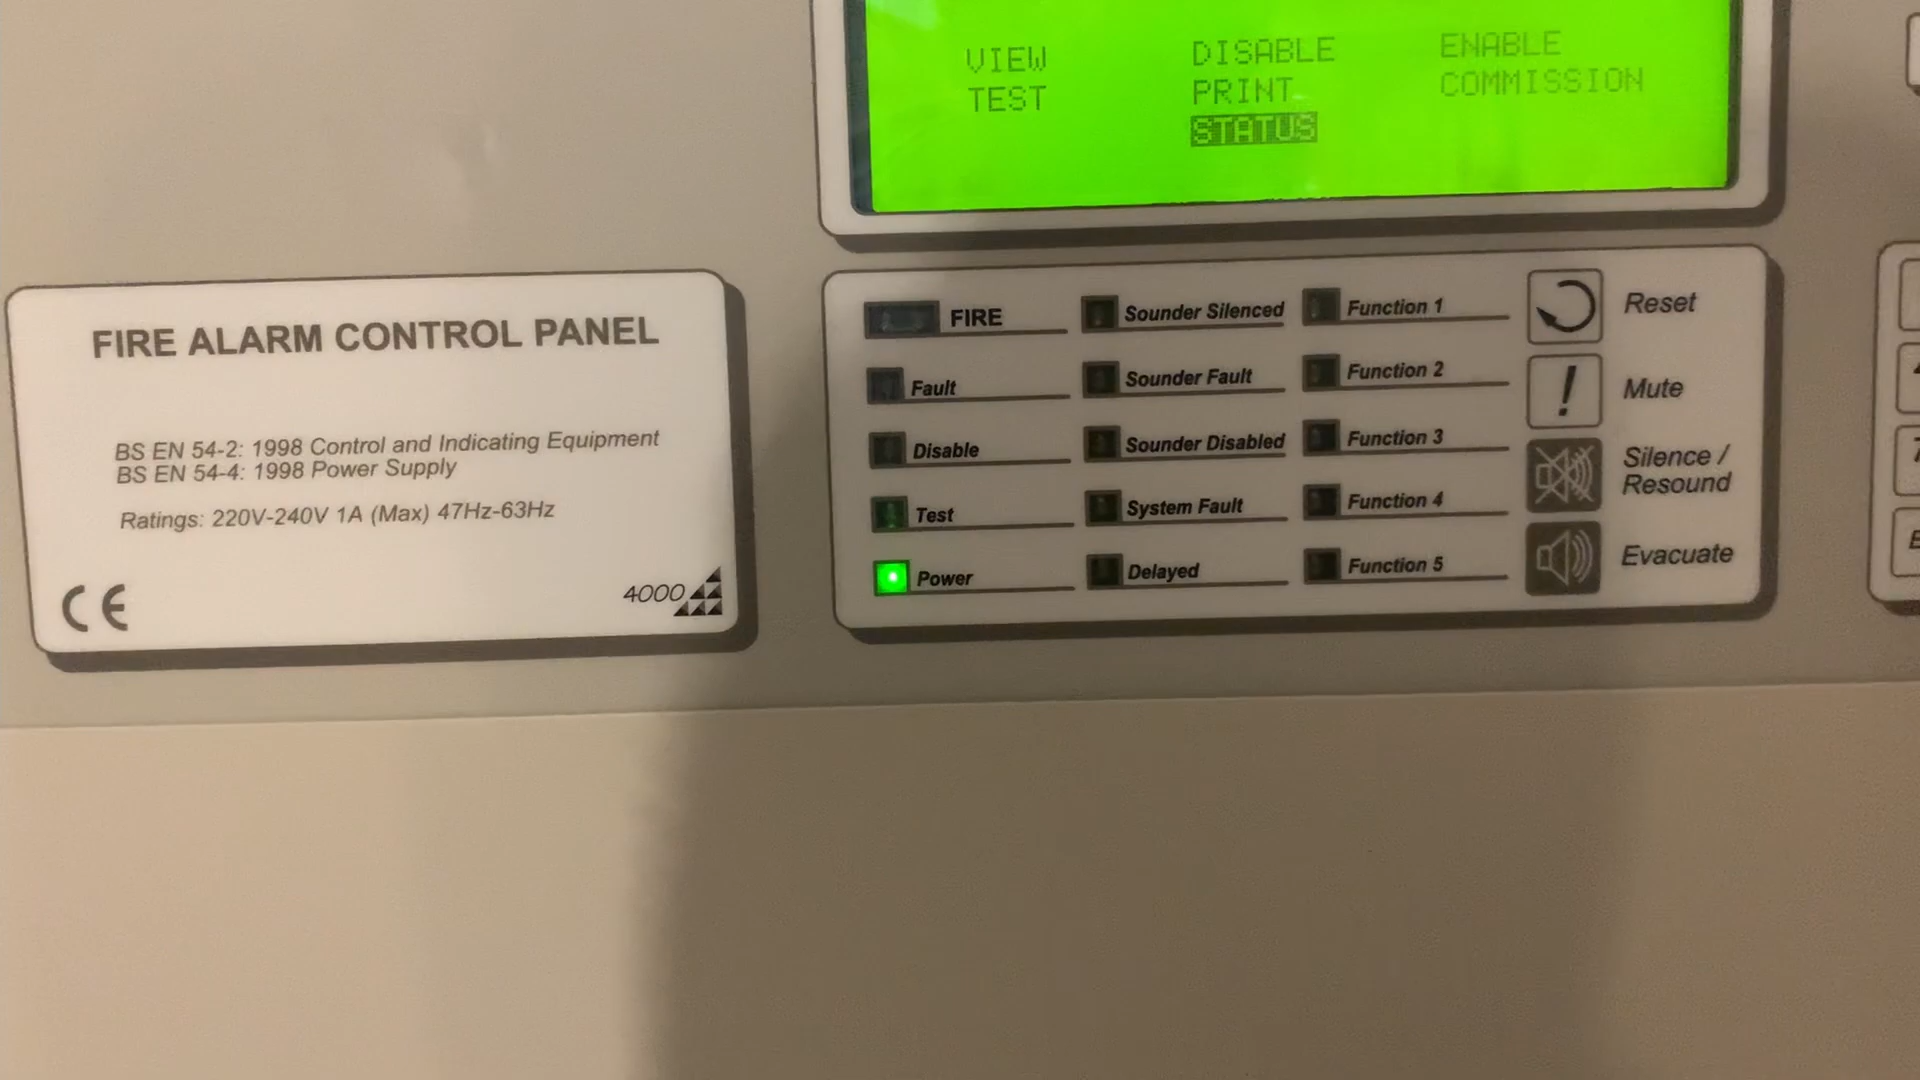 VIEW DISABLE ENABLE
TEST PRINT COMMISSION
STATUS
FIRE ALARM CONTROL PANEL
BS EN 54-2: 1998 Control and Indicating Equipment
BS EN 54-4: 1998 Power Supply
Ratings: 220V-240V 1A (Max) 47Hz-63Hz
CE
4000
FIRE
Fault
Disable
Test
Power
Sounder Silenced
Sounder Fault
Sounder Disabled
System Fault
Delayed
Function 1
Function 2
Function 3
Function 4
Function 5
Reset
! Mute
Silence /
Resound
Evacuate